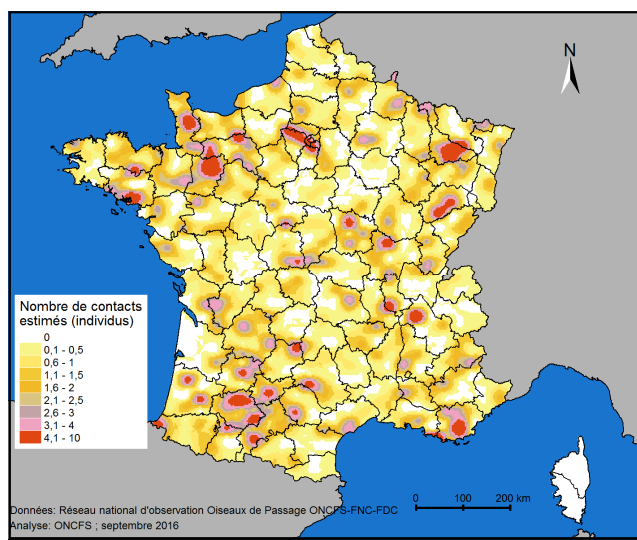 N
Nombre de contacts
estimés (individus)
0
0,1 - 0,5
0,6 - 1
1,1 - 1,5
1,6 - 2
2,1 - 2,5
2,6 - 3
3,1 - 4
4,1 - 10
0 100 200 km
Données: Réseau national d'observation Oiseaux de Passage ONCFS-FNC-FDC
Analyse: ONCFS ; septembre 2016